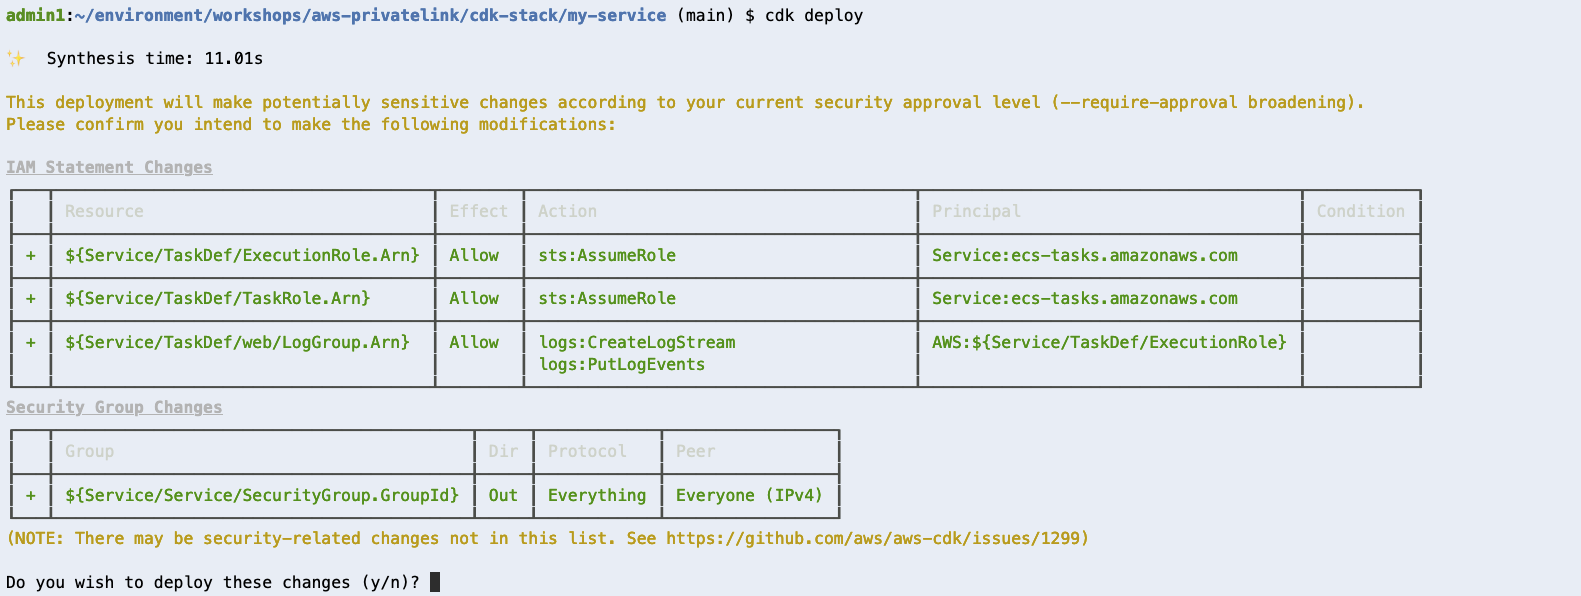 admin1:~/environment/workshops/aws-privatelink/cdk-stack/my-service (main) $ cdk deploy
✨ Synthesis time: 11.01s
This deployment will make potentially sensitive changes according to your current security approval level (--require-approval broadening).
Please confirm you intend to make the following modifications:
IAM Statement Changes
Resource Effect Action Principal Condition
+ ${Service/TaskDef/ExecutionRole.Arn} Allow sts:AssumeRole Service:ecs-tasks.amazonaws.com
+ ${Service/TaskDef/TaskRole.Arn} Allow sts:AssumeRole Service:ecs-tasks.amazonaws.com
+ ${Service/TaskDef/web/LogGroup.Arn} Allow logs:CreateLogStream AWS:${Service/TaskDef/ExecutionRole}
logs:PutLogEvents
Security Group Changes
Group Dir Protocol Peer
+ ${Service/Service/SecurityGroup.GroupId} Out Everything Everyone (IPv4)
(NOTE: There may be security-related changes not in this list. See https://github.com/aws/aws-cdk/issues/1299)
Do you wish to deploy these changes (y/n)?